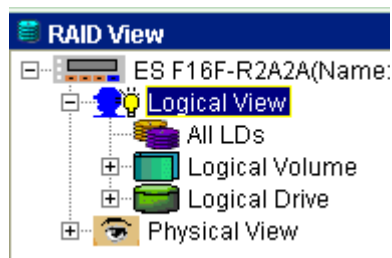 RAID View
ES F16F-R2A2A(Name:
Logical View
All LDs
Logical Volume
Logical Drive
Physical View